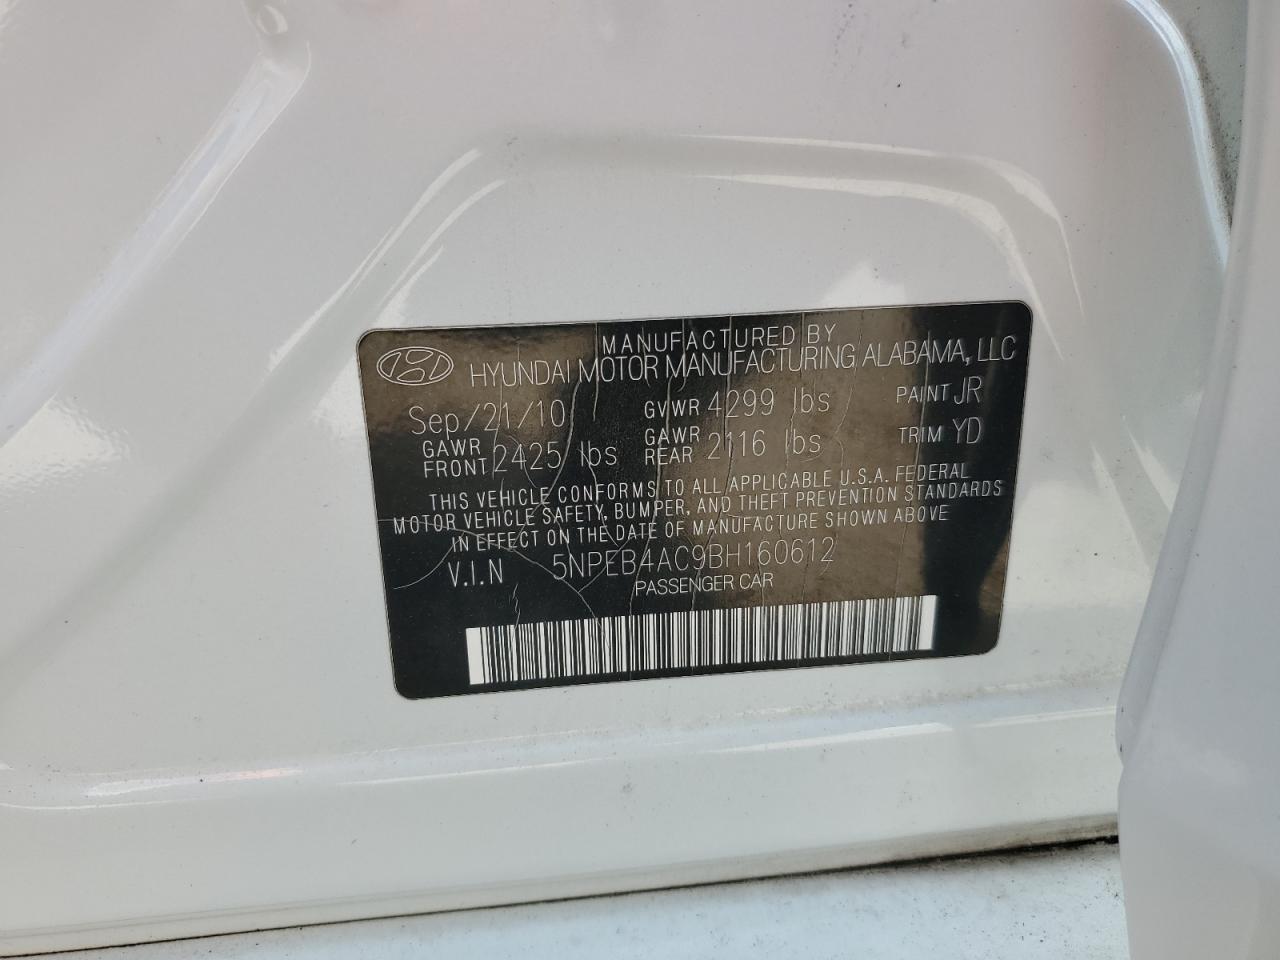 MANUFACTURED BY
HYUNDAI MOTOR MANUFACTURING ALABAMA, LLC
Sep/21/10 GVWR 4299 lbs PAINT JR
GAWR FRONT 2425 lbs GAWR REAR 2116 lbs TRIM YD
THIS VEHICLE CONFORMS TO ALL APPLICABLE U.S.A. FEDERAL
MOTOR VEHICLE SAFETY, BUMPER, AND THEFT PREVENTION STANDARDS
IN EFFECT ON THE DATE OF MANUFACTURE SHOWN ABOVE
V.I.N 5NPEB4AC9BH160612
PASSENGER CAR